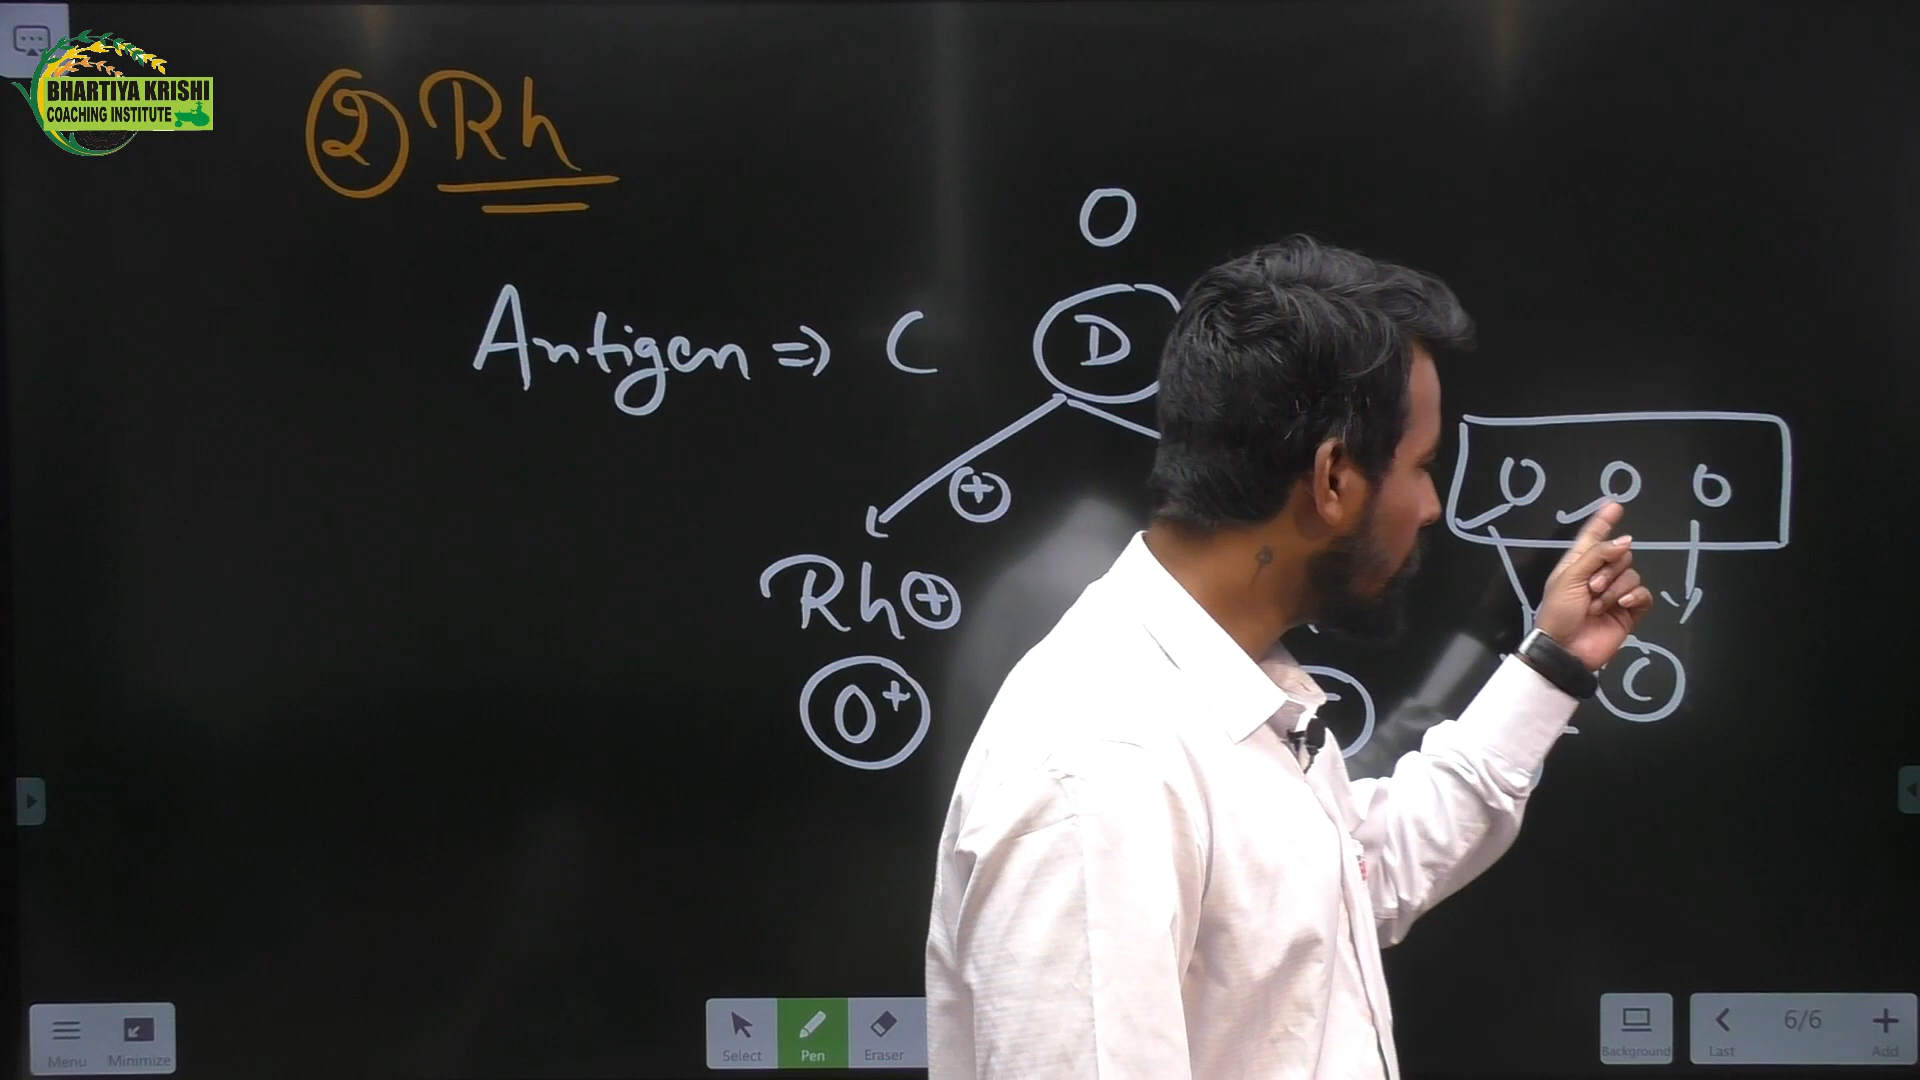 BHARTIYA KRISHI
COACHING INSTITUTE
② Rh
O
Antigen ⇒ C D
+
O O O
Rh⊕
O+
C
Menu
Minimize
Select
Pen
Eraser
Background
6/6
Last
Add